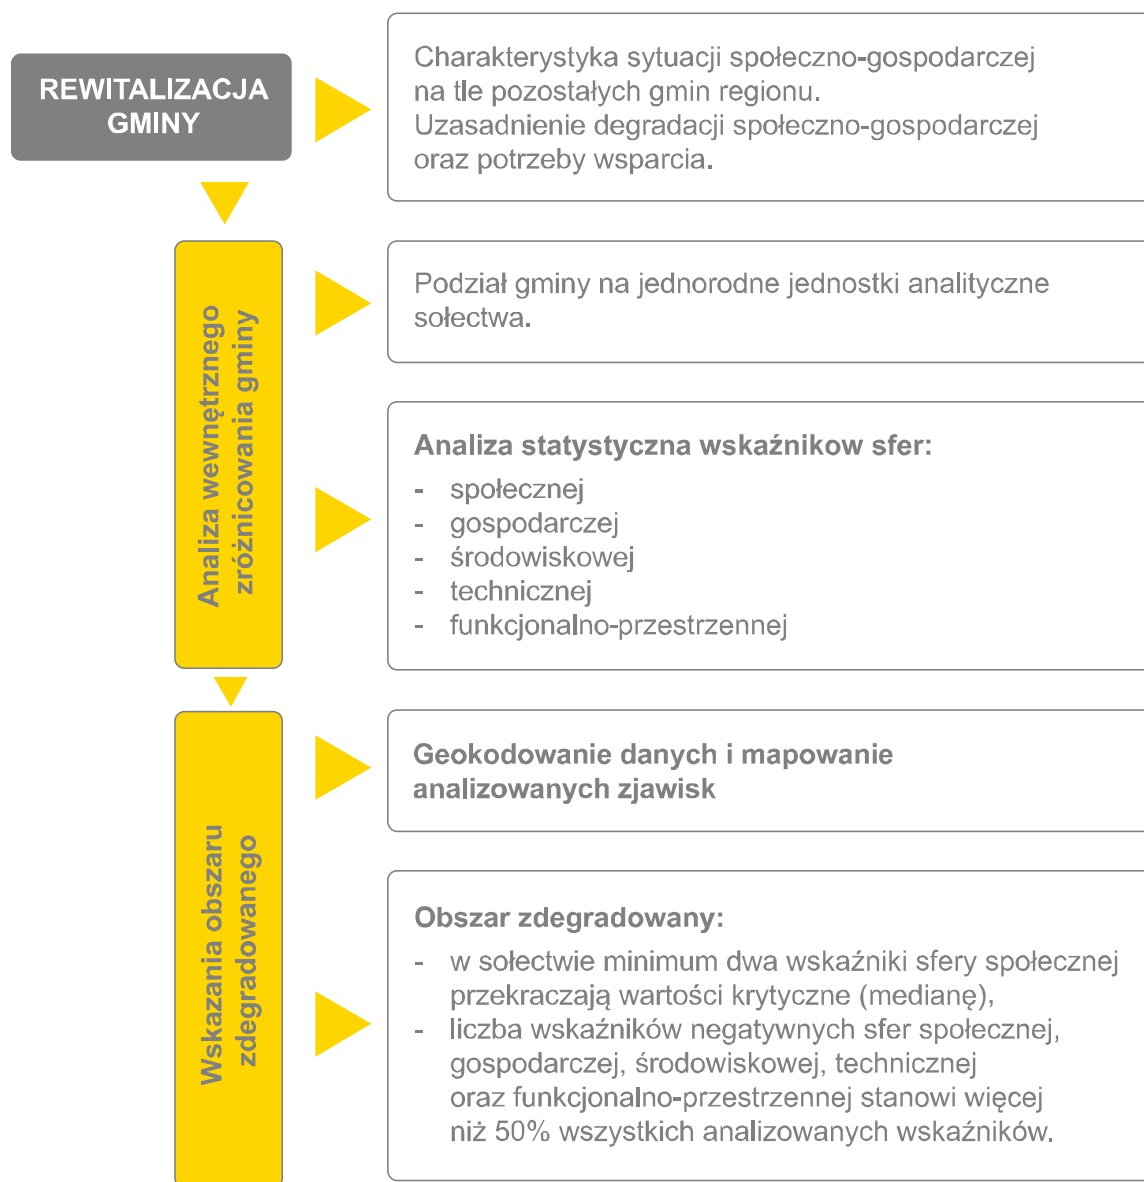 REWITALIZACJA
GMINY
Charakterystyka sytuacji społeczno-gospodarczej
na tle pozostałych gmin regionu.
Uzasadnienie degradacji społeczno-gospodarczej
oraz potrzeby wsparcia.
Analiza wewnętrznego
zróżnicowania gminy
Podział gminy na jednorodne jednostki analityczne
sołectwa.
Analiza statystyczna wskaźnikow sfer:
- społecznej
- gospodarczej
- środowiskowej
- technicznej
- funkcjonalno-przestrzennej
Wskazania obszaru
zdegradowanego
Geokodowanie danych i mapowanie
analizowanych zjawisk
Obszar zdegradowany:
- w sołectwie minimum dwa wskaźniki sfery społecznej
przekraczają wartości krytyczne (medianę),
- liczba wskaźników negatywnych sfer społecznej,
gospodarczej, środowiskowej, technicznej
oraz funkcjonalno-przestrzennej stanowi więcej
niż 50% wszystkich analizowanych wskaźników.